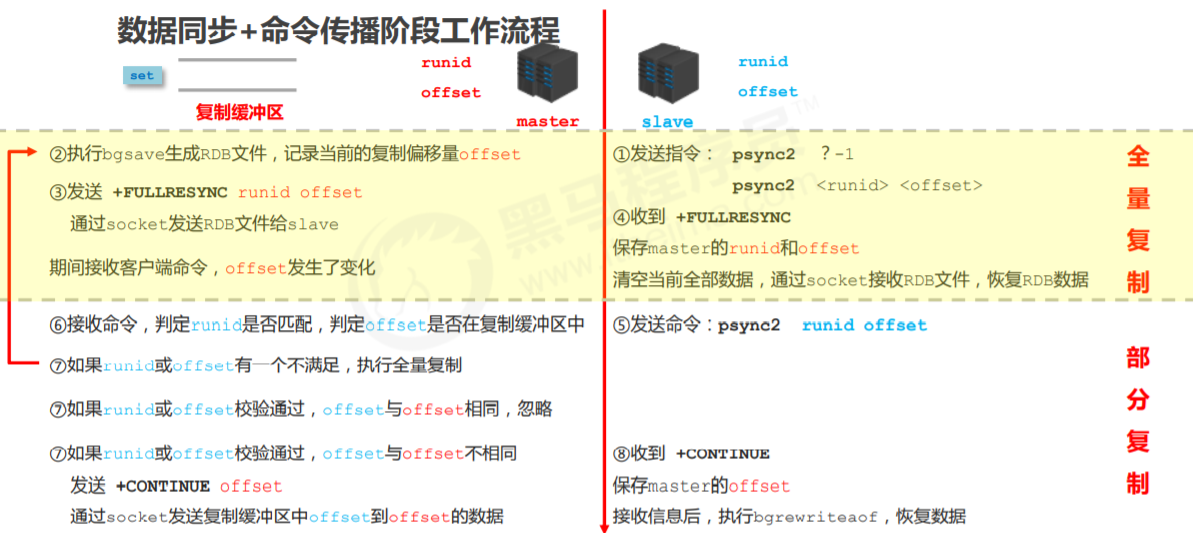 数据同步+命令传播阶段工作流程
set
复制缓冲区
runid
offset
master
runid
offset
slave
②执行bgsave生成RDB文件，记录当前的复制偏移量offset
③发送 +FULLRESYNC runid offset
通过socket发送RDB文件给slave
期间接收客户端命令，offset发生了变化
①发送指令： psync2 ？-1
psync2 <runid> <offset>
④收到 +FULLRESYNC
保存master的runid和offset
清空当前全部数据，通过socket接收RDB文件，恢复RDB数据
全
量
复
制
⑥接收命令，判定runid是否匹配，判定offset是否在复制缓冲区中
⑦如果runid或offset有一个不满足，执行全量复制
⑦如果runid或offset校验通过，offset与offset相同，忽略
⑦如果runid或offset校验通过，offset与offset不相同
发送 +CONTINUE offset
通过socket发送复制缓冲区中offset到offset的数据
⑤发送命令：psync2 runid offset
⑧收到 +CONTINUE
保存master的offset
接收信息后，执行bgrewriteaof，恢复数据
部
分
复
制
黑马程序员™